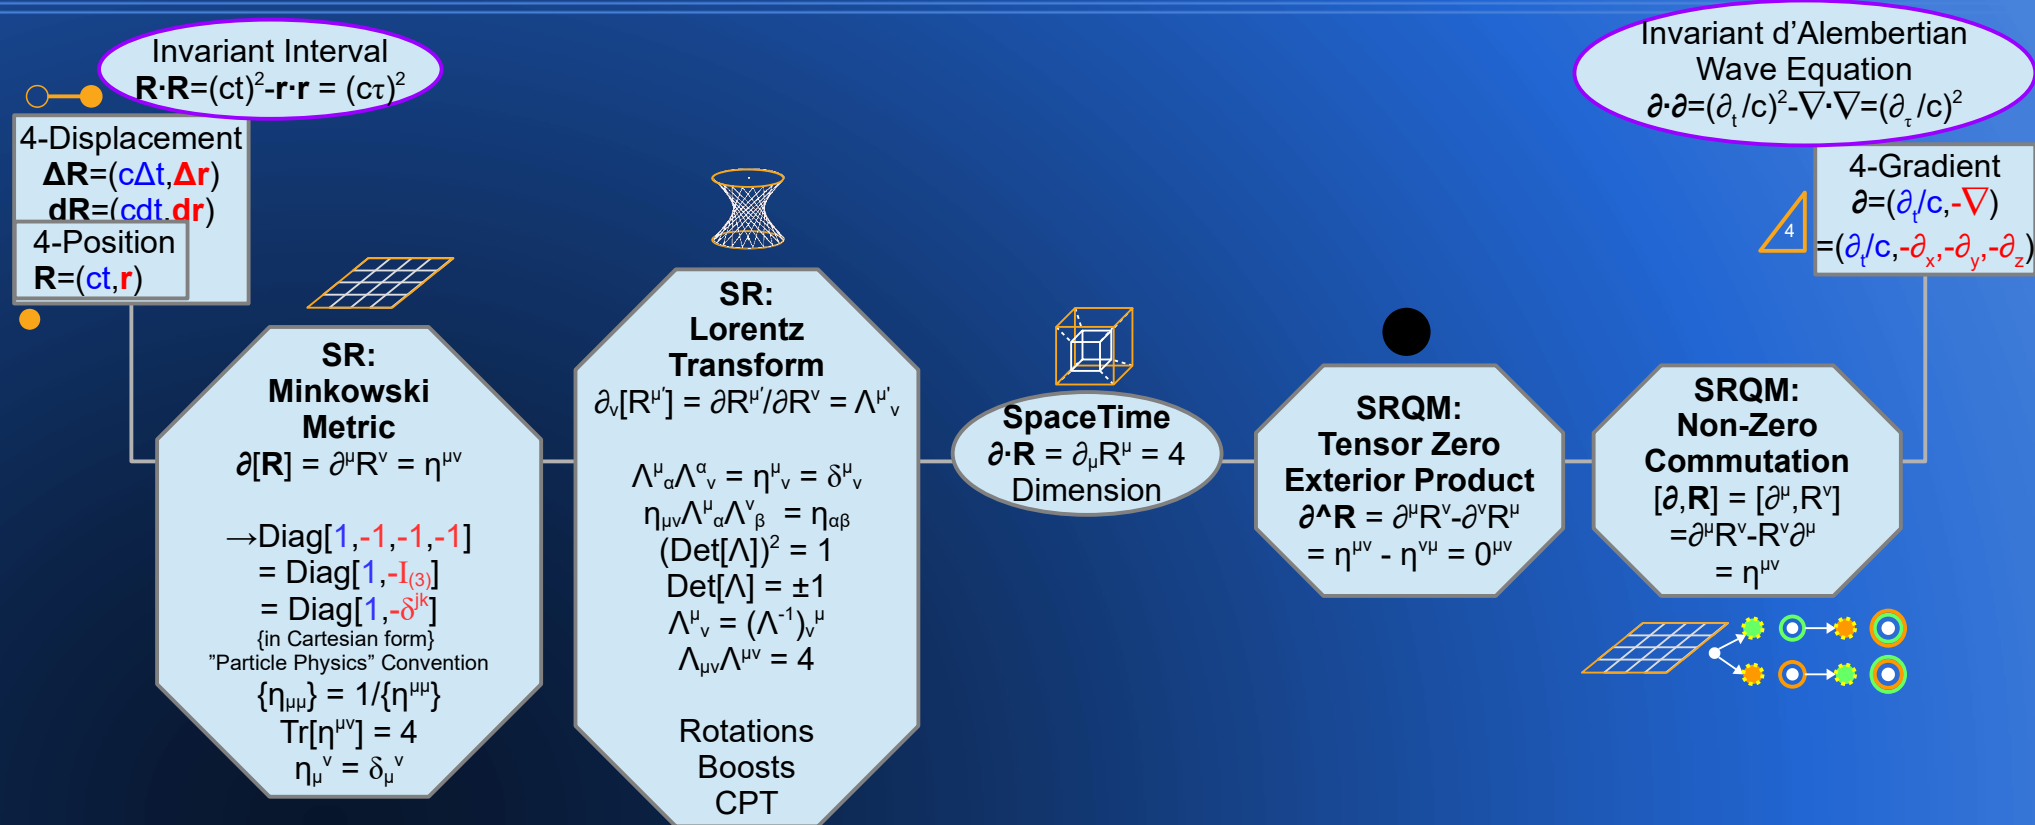 Invariant Interval
R·R=(ct)²-r·r = (cτ)²
4-Displacement
ΔR=(cΔt,Δr)
dR=(cdt,dr)
4-Position
R=(ct,r)
SR:
Minkowski
Metric
∂[R] = ∂^μR^ν = η^μν
→Diag[1,-1,-1,-1]
= Diag[1,-I₍₃₎]
= Diag[1,-δ^jk]
{in Cartesian form}
”Particle Physics” Convention
{η_μμ} = 1/{η^μμ}
Tr[η^μν] = 4
η_μ^ν = δ_μ^ν
SR:
Lorentz
Transform
∂_ν[R^μ'] = ∂R^μ'/∂R^ν = Λ^μ'_ν
Λ^μ_αΛ^α_ν = η^μ_ν = δ^μ_ν
η_μνΛ^μ_αΛ^ν_β = η_αβ
(Det[Λ])² = 1
Det[Λ] = ±1
Λ^μ_ν = (Λ⁻¹)_ν^μ
Λ_μνΛ^μν = 4
Rotations
Boosts
CPT
SpaceTime
∂·R = ∂_μR^μ = 4
Dimension
SRQM:
Tensor Zero
Exterior Product
∂^R = ∂^μR^ν-∂^νR^μ
= η^μν - η^νμ = 0^μν
SRQM:
Non-Zero
Commutation
[∂,R] = [∂^μ,R^ν]
=∂^μR^ν-R^ν∂^μ
= η^μν
Invariant d’Alembertian
Wave Equation
∂·∂=(∂_t/c)²-∇·∇=(∂_τ/c)²
4-Gradient
∂=(∂_t/c,-∇)
=(∂_t/c,-∂_x,-∂_y,-∂_z)
4